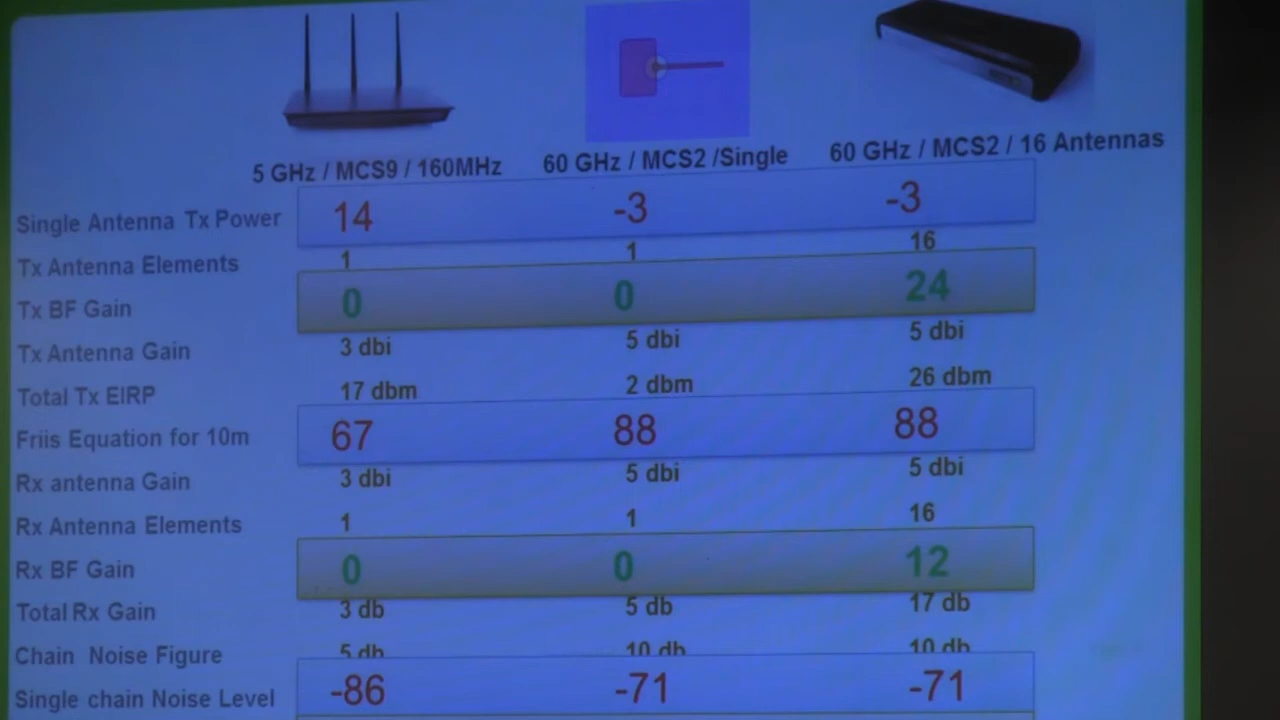 5 GHz / MCS9 / 160MHz 60 GHz / MCS2 /Single 60 GHz / MCS2 / 16 Antennas
Single Antenna Tx Power 14 -3 -3
Tx Antenna Elements 1 1 16
Tx BF Gain 0 0 24
Tx Antenna Gain 3 dbi 5 dbi 5 dbi
Total Tx EIRP 17 dbm 2 dbm 26 dbm
Friis Equation for 10m 67 88 88
Rx antenna Gain 3 dbi 5 dbi 5 dbi
Rx Antenna Elements 1 1 16
Rx BF Gain 0 0 12
Total Rx Gain 3 db 5 db 17 db
Chain Noise Figure 5 db 10 db 10 db
Single chain Noise Level -86 -71 -71